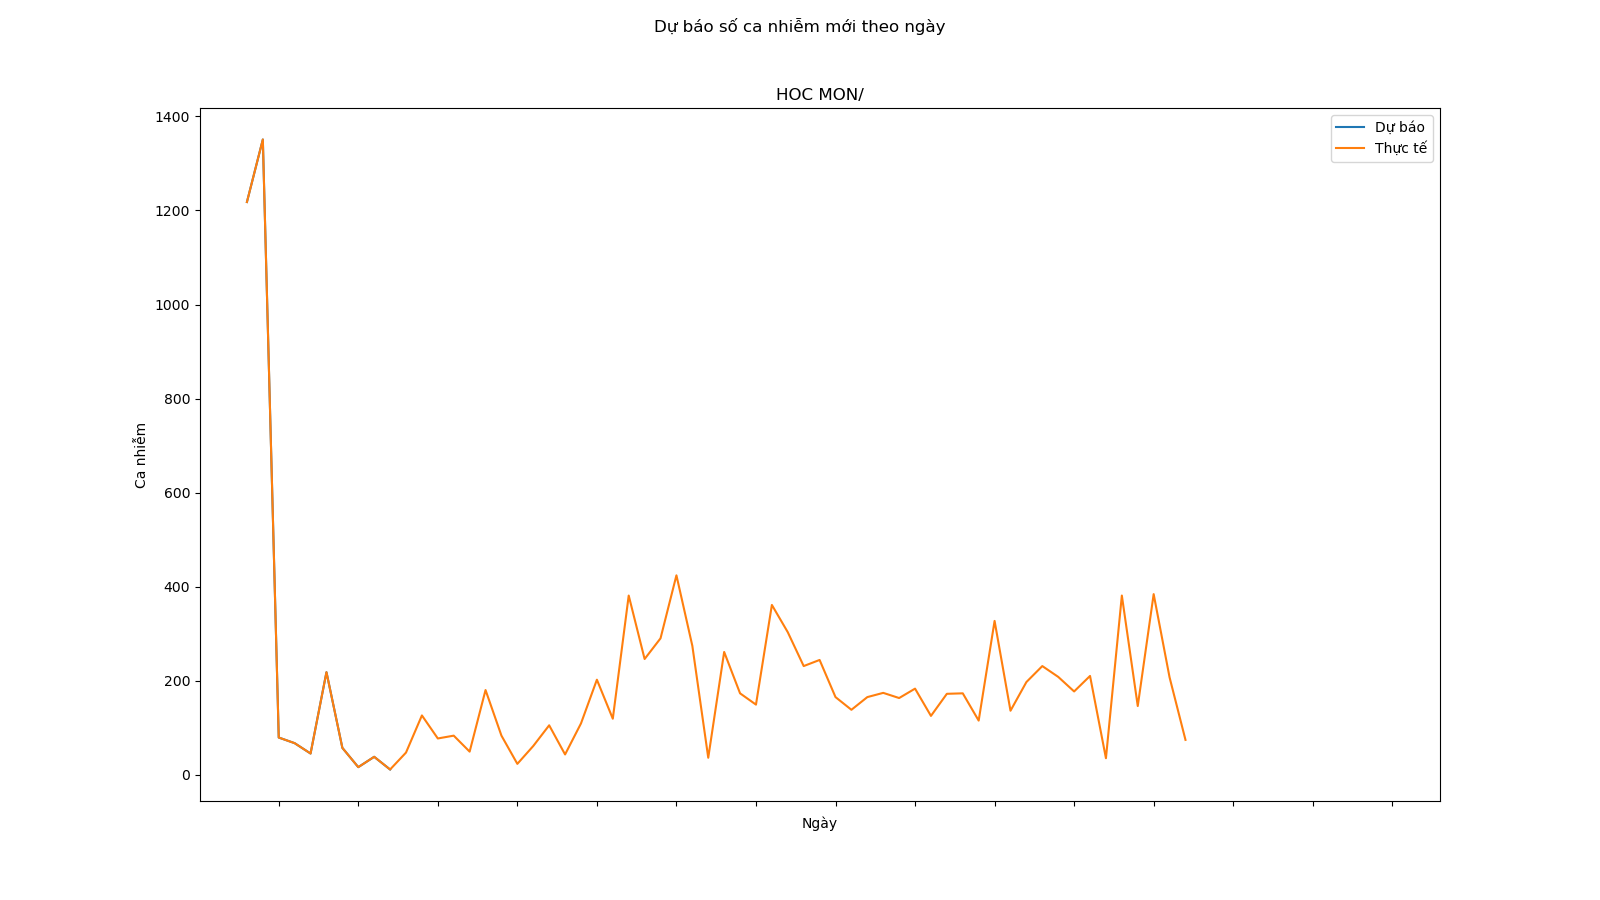 Dự báo số ca nhiễm mới theo ngày
HOC MON/
1400
1200
1000
800
600
400
200
0
Ca nhiễm
Ngày
Dự báo
Thực tế